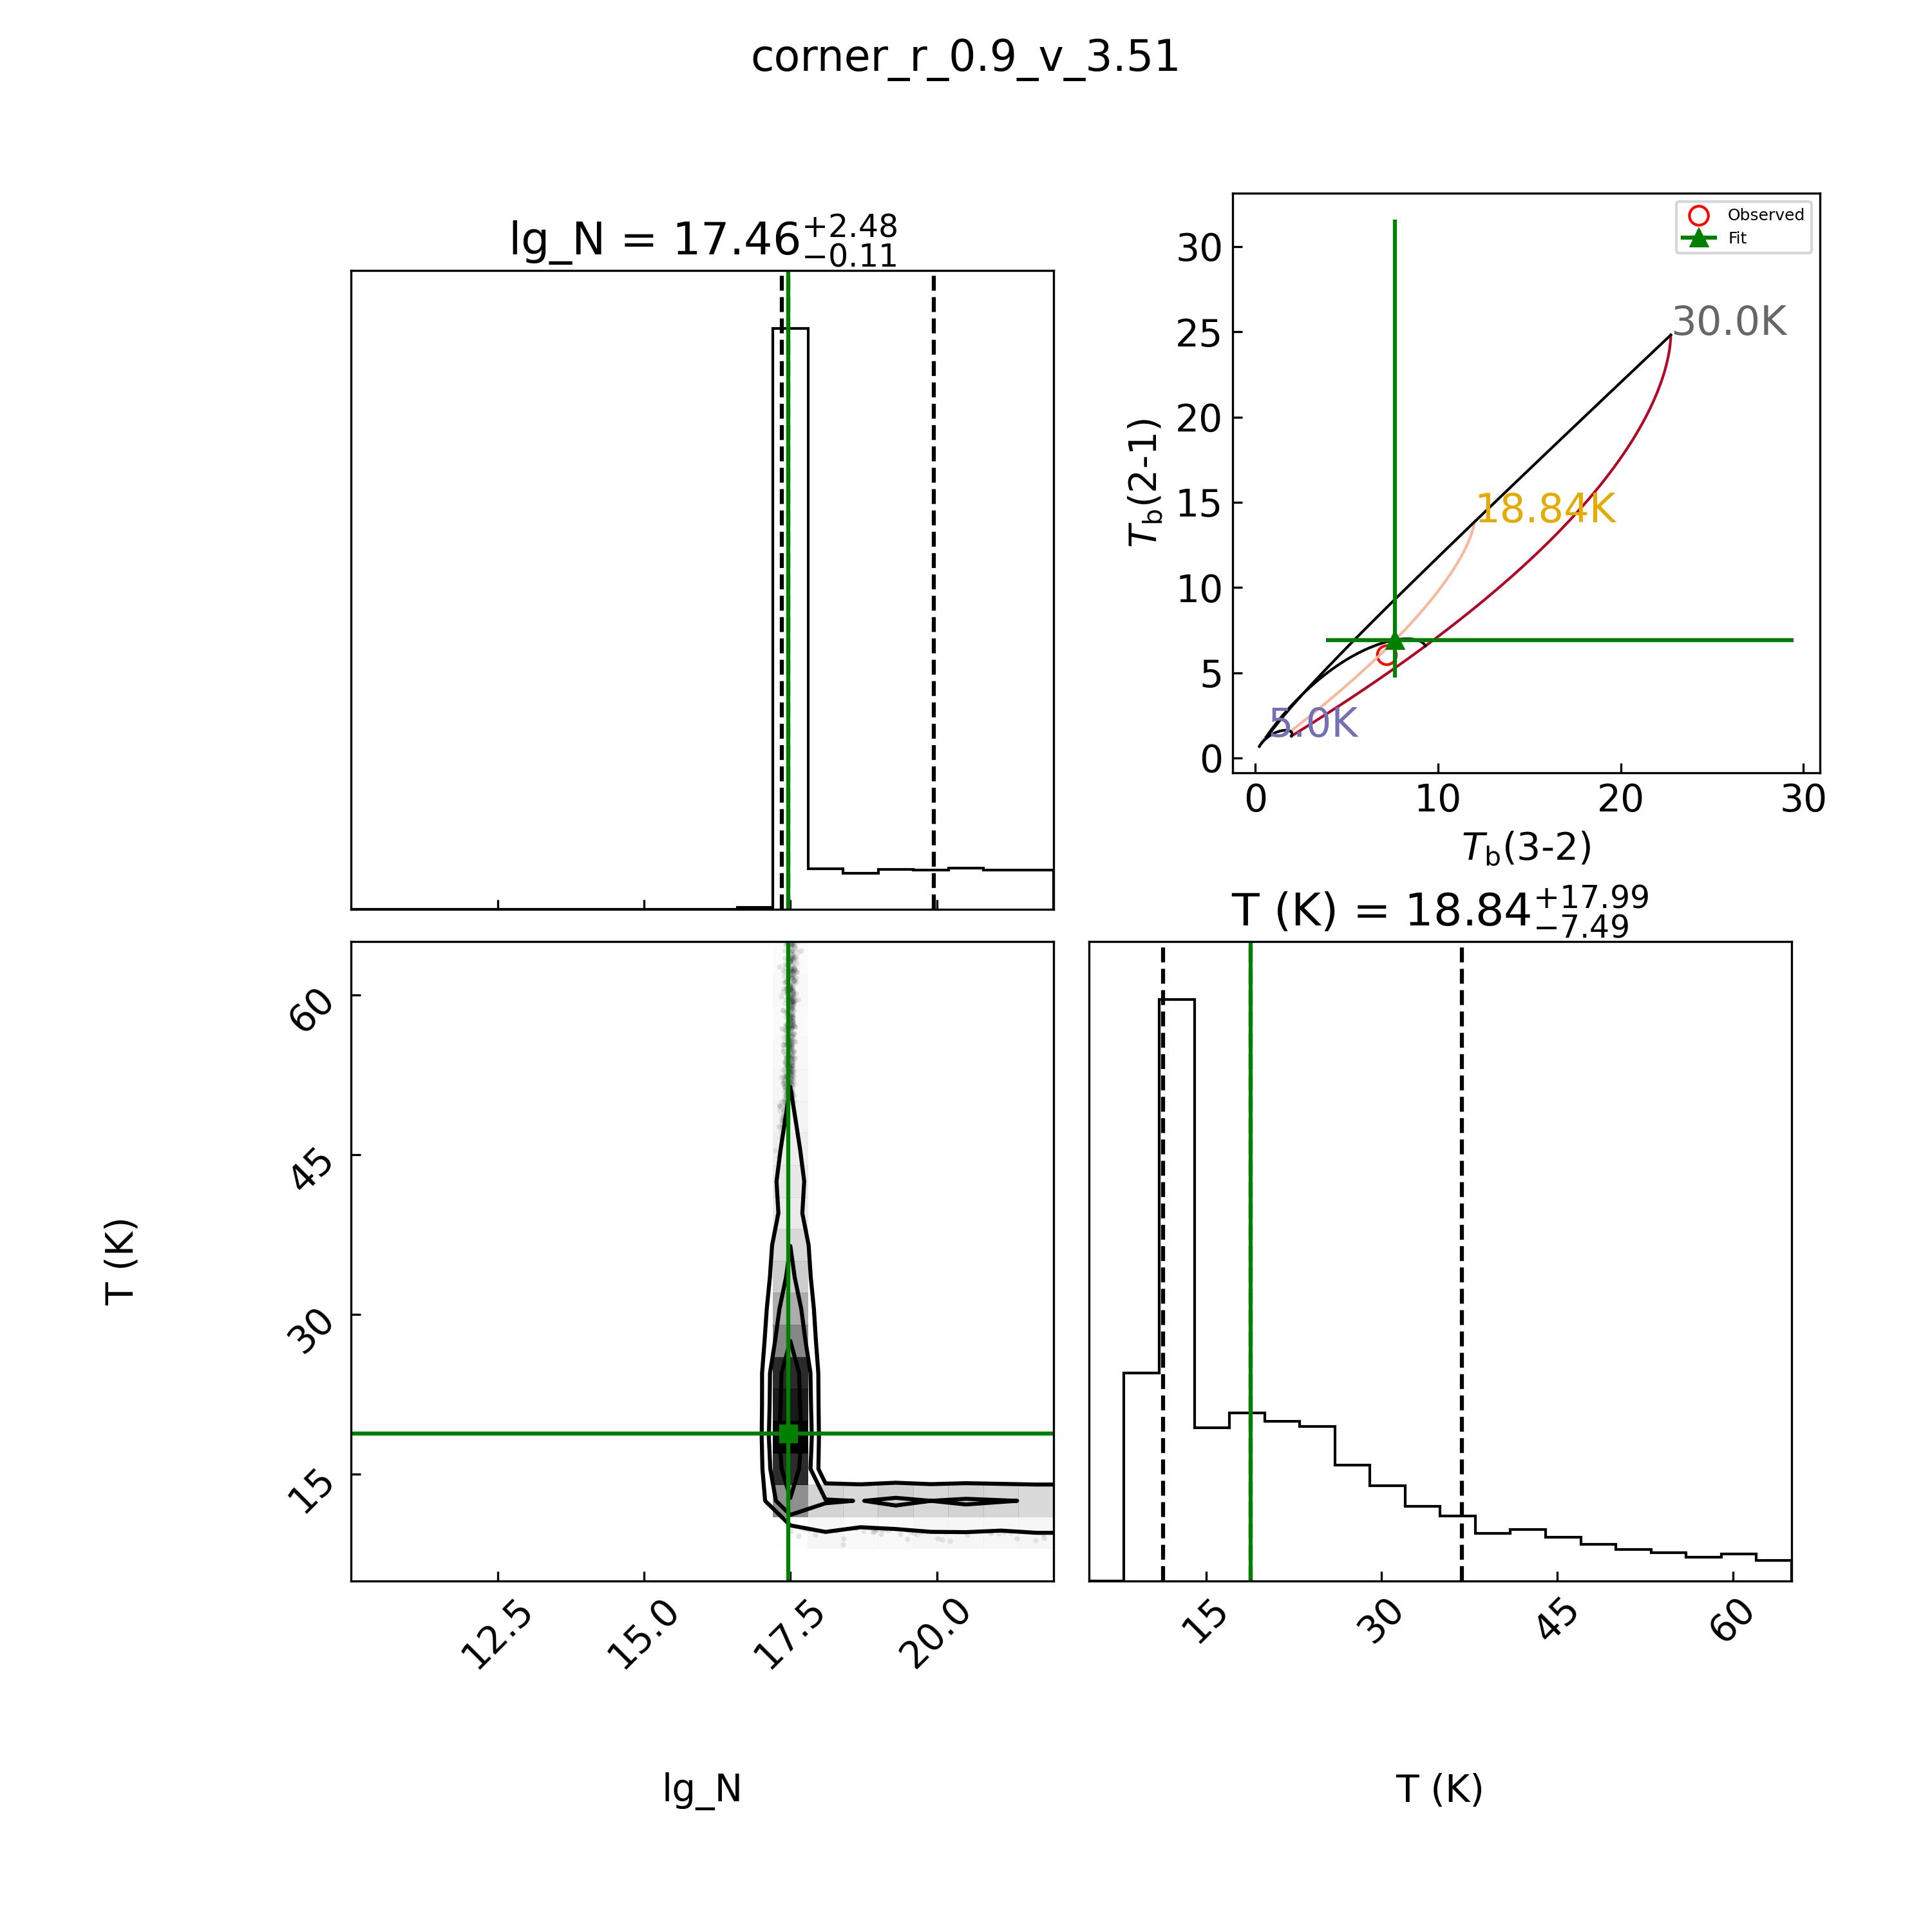 corner_r_0.9_v_3.51
lg_N = 17.46+2.48−0.11
Observed
Fit
30
25
20
15
10
5
0
30.0K
18.84K
5.0K
Tb(2-1)
0 10 20 30
Tb(3-2)
T (K) = 18.84+17.99−7.49
60
45
30
15
T (K)
12.5 15.0 17.5 20.0
15 30 45 60
lg_N
T (K)